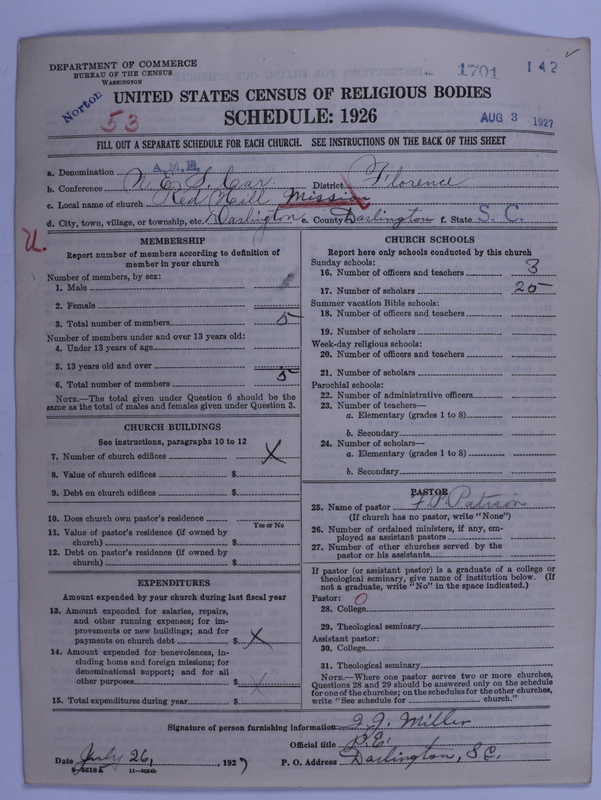 DEPARTMENT OF COMMERCE
BUREAU OF THE CENSUS
WASHINGTON
1701 142
Norton
53
UNITED STATES CENSUS OF RELIGIOUS BODIES
SCHEDULE: 1926
AUG 3 1927
FILL OUT A SEPARATE SCHEDULE FOR EACH CHURCH. SEE INSTRUCTIONS ON THE BACK OF THIS SHEET
a. Denomination A.M.E.
b. Conference N.E.S. Car. District Florence
c. Local name of church Red Hill Mission
d. City, town, village, or township, etc. Darlington e. County Darlington f. State S. C.
U.
MEMBERSHIP
Report number of members according to definition of
member in your church
Number of members, by sex:
1. Male
2. Female
3. Total number of members 5
Number of members under and over 13 years old:
4. Under 13 years of age
5. 13 years old and over
6. Total number of members 5
NOTE.—The total given under Question 6 should be the
same as the total of males and females given under Question 3.
CHURCH BUILDINGS
See instructions, paragraphs 10 to 12
7. Number of church edifices X
8. Value of church edifices $
9. Debt on church edifices $
10. Does church own pastor's residence
Yes or No
11. Value of pastor's residence (if owned by
church) $
12. Debt on pastor's residence (if owned by
church) $
EXPENDITURES
Amount expended by your church during last fiscal year
13. Amount expended for salaries, repairs,
and other running expenses; for im-
provements or new buildings; and for
payments on church debt $ X
14. Amount expended for benevolences, in-
cluding home and foreign missions; for
denominational support; and for all
other purposes $ X
15. Total expenditures during year $
CHURCH SCHOOLS
Report here only schools conducted by this church
Sunday schools:
16. Number of officers and teachers 3
17. Number of scholars 25
Summer vacation Bible schools:
18. Number of officers and teachers
19. Number of scholars
Week-day religious schools:
20. Number of officers and teachers
21. Number of scholars
Parochial schools:
22. Number of administrative officers
23. Number of teachers—
a. Elementary (grades 1 to 8)
b. Secondary
24. Number of scholars—
a. Elementary (grades 1 to 8)
b. Secondary
PASTOR
25. Name of pastor
(If church has no pastor, write "None")
26. Number of ordained ministers, if any, em-
ployed as assistant pastors
27. Number of other churches served by the
pastor or his assistants
If pastor (or assistant pastor) is a graduate of a college or
theological seminary, give name of institution below. (If
not a graduate, write "No" in the space indicated.)
Pastor: O
28. College
29. Theological seminary
Assistant pastor:
30. College
31. Theological seminary
NOTE.—Where one pastor serves two or more churches,
Questions 28 and 29 should be answered only on the schedule
for one of the churches; on the schedules for the other churches,
write "See schedule for church."
Signature of person furnishing information J. J. Miller
Official title P.E.
Date July 26, 1927 P. O. Address Darlington, S.C.